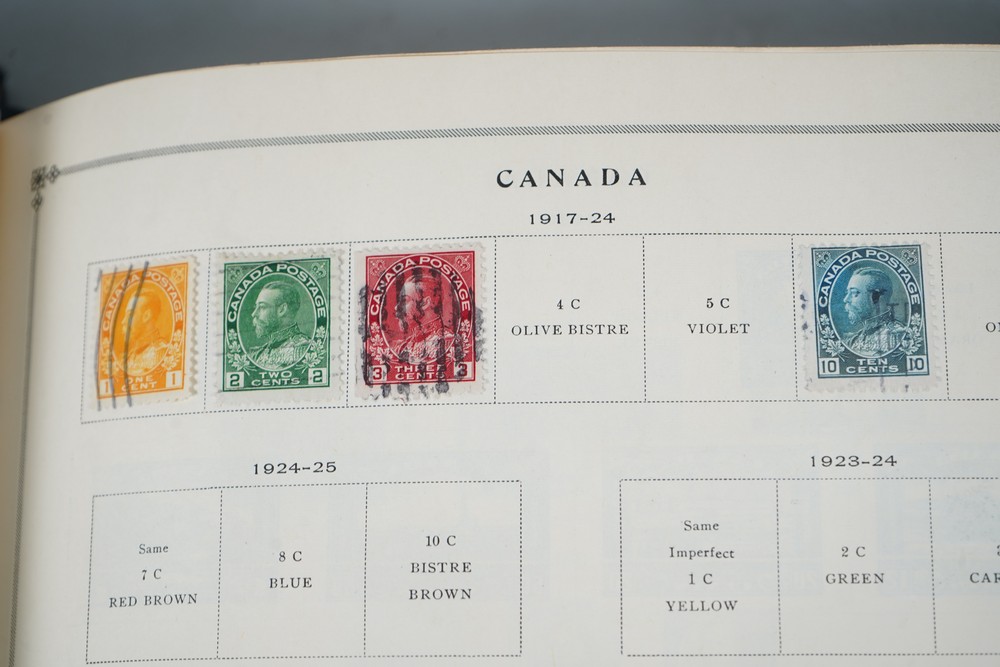 CANADA
1917-24
CANADA POSTAGE
1 ONE CENT 1
CANADA POSTAGE
2 TWO CENTS 2
CANADA POSTAGE
3 THREE CENTS 3
4 C
OLIVE BISTRE
5 C
VIOLET
CANADA POSTAGE
10 TEN CENTS 10
1924-25
Same
7 C
RED BROWN
8 C
BLUE
10 C
BISTRE
BROWN
1923-24
Same
Imperfect
1 C
YELLOW
2 C
GREEN